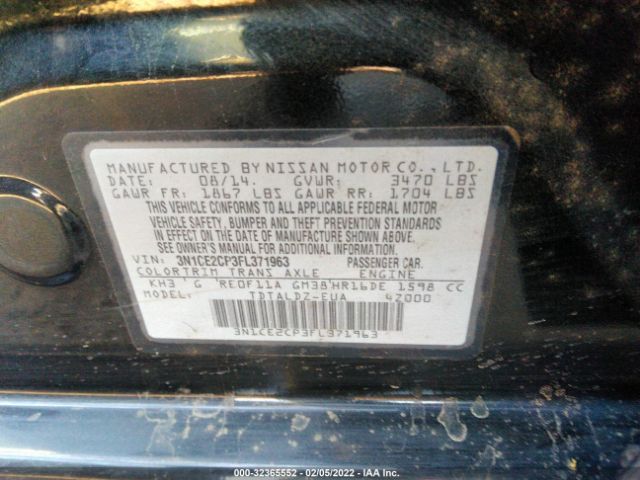 MANUFACTURED BY NISSAN MOTOR CO., LTD.
DATE: 08/14. GVWR: 3470 LBS
GAWR FR: 1867 LBS GAWR RR: 1704 LBS
THIS VEHICLE CONFORMS TO ALL APPLICABLE FEDERAL MOTOR
VEHICLE SAFETY, BUMPER AND THEFT PREVENTION STANDARDS
IN EFFECT ON THE DATE OF MANUFACTURE SHOWN ABOVE.
SEE OWNER'S MANUAL FOR ADDITIONAL INFORMATION.
VIN: 3N1CE2CP3FL371963 PASSENGER CAR.
COLOR TRIM TRANS AXLE ENGINE
KH3 G RE0F11A GM38 HR16DE 1598 CC
MODEL: TDTALDZ-EUA 4Z000
3N1CE2CP3FL371963
000-32365552 - 02/05/2022 - IAA Inc.